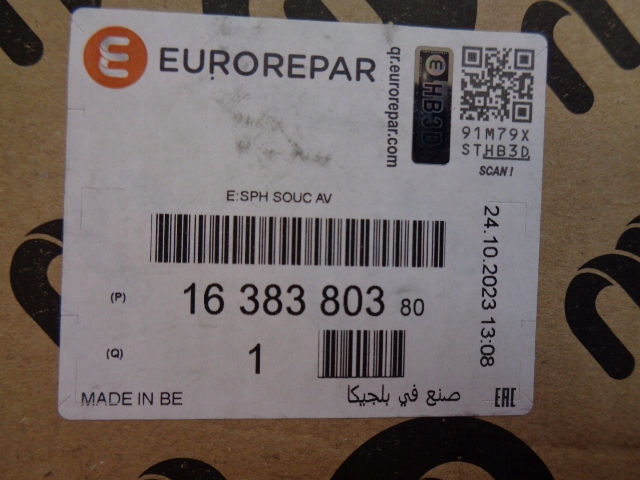 EUROREPAR
qr.eurorepar.com
HB3D
91M79X
STHB3D
SCAN!
E:SPH SOUC AV
24.10.2023 13:08
(P) 16 383 803 80
(Q) 1
MADE IN BE
صنع في بلجيكا
EAC